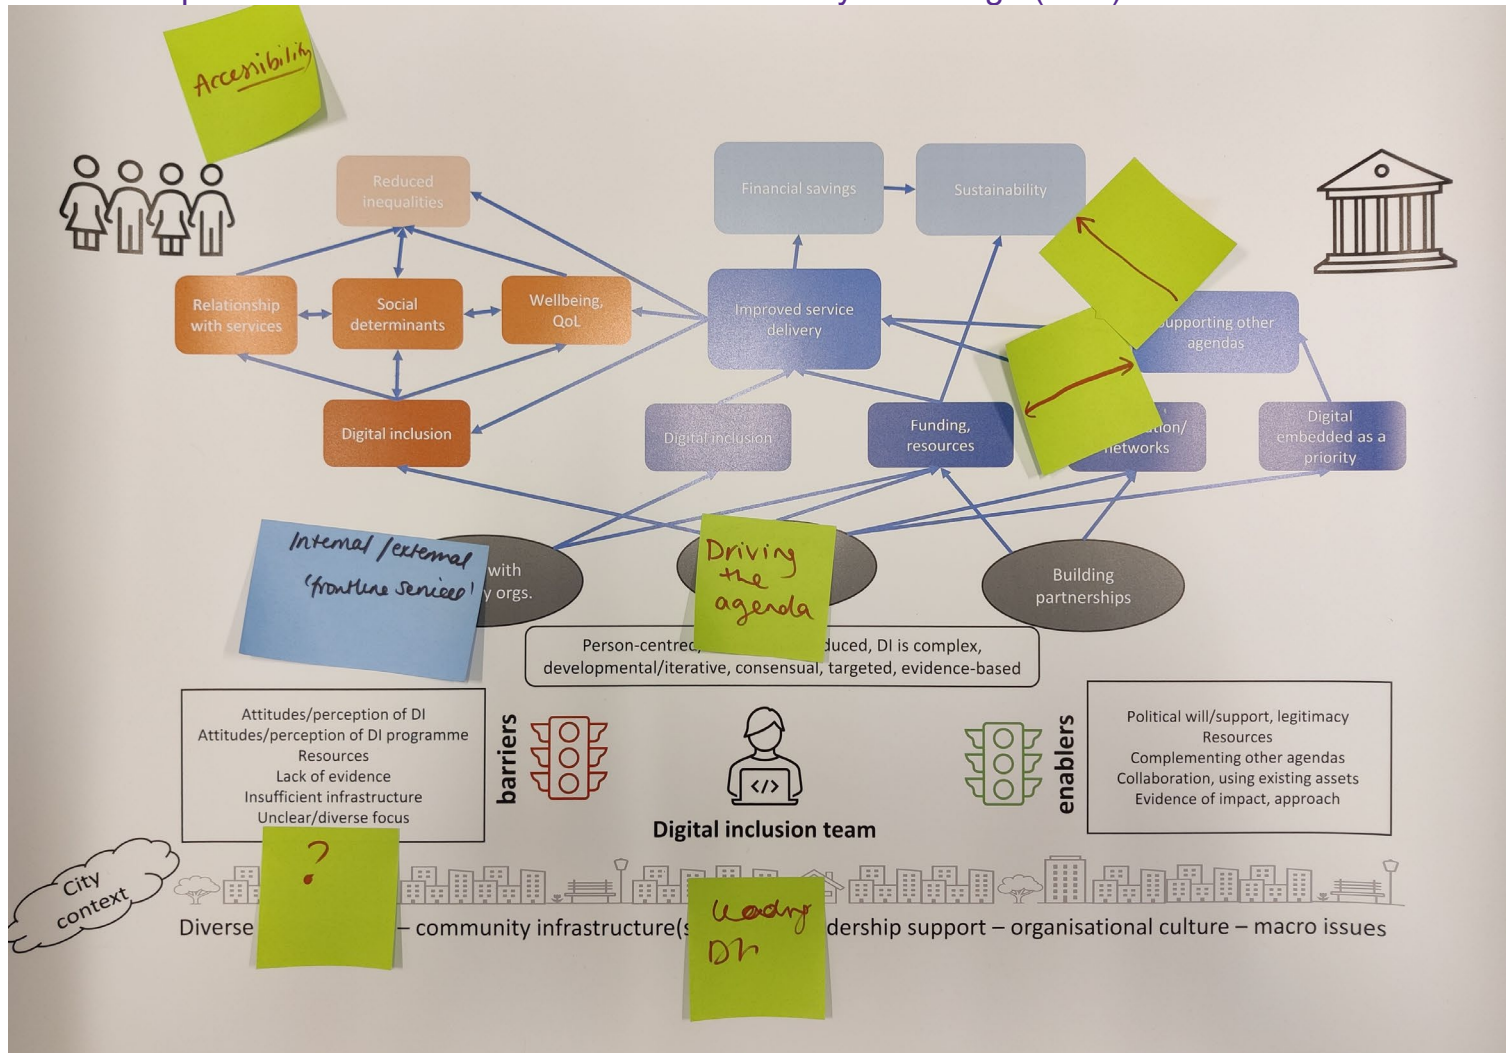 Accessibility
Reduced
inequalities
Financial savings
Sustainability
Relationship
with services
Social
determinants
Wellbeing,
QoL
Improved service
delivery
supporting other
agendas
Digital inclusion
Digital inclusion
Funding,
resources
networks
Digital
embedded as a
priority
Internal/external
'frontline services'
with
y orgs.
Driving
the
agenda
Building
partnerships
Person-centred, duced, DI is complex,
developmental/iterative, consensual, targeted, evidence-based
Attitudes/perception of DI
Attitudes/perception of DI programme
Resources
Lack of evidence
Insufficient infrastructure
Unclear/diverse focus
barriers
</>
Digital inclusion team
enablers
Political will/support, legitimacy
Resources
Complementing other agendas
Collaboration, using existing assets
Evidence of impact, approach
City
context
?
leading
Diverse – community infrastructure(s dership support – organisational culture – macro issues